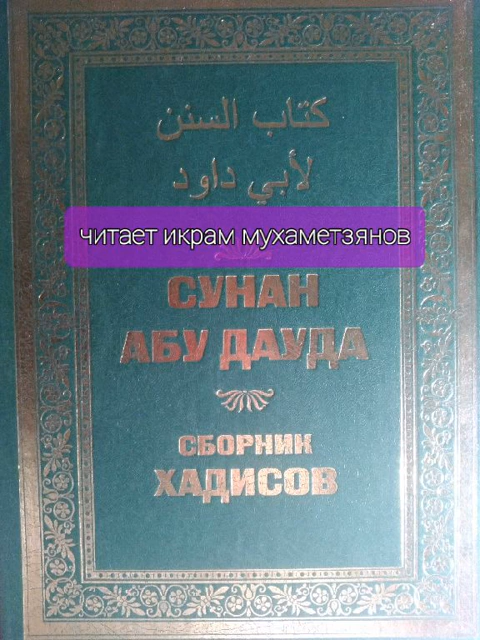 كتاب السنن
لأبي داود
читает икрам мухаметзянов
СУНАН
АБУ ДАУДА
СБОРНИК
ХАДИСОВ